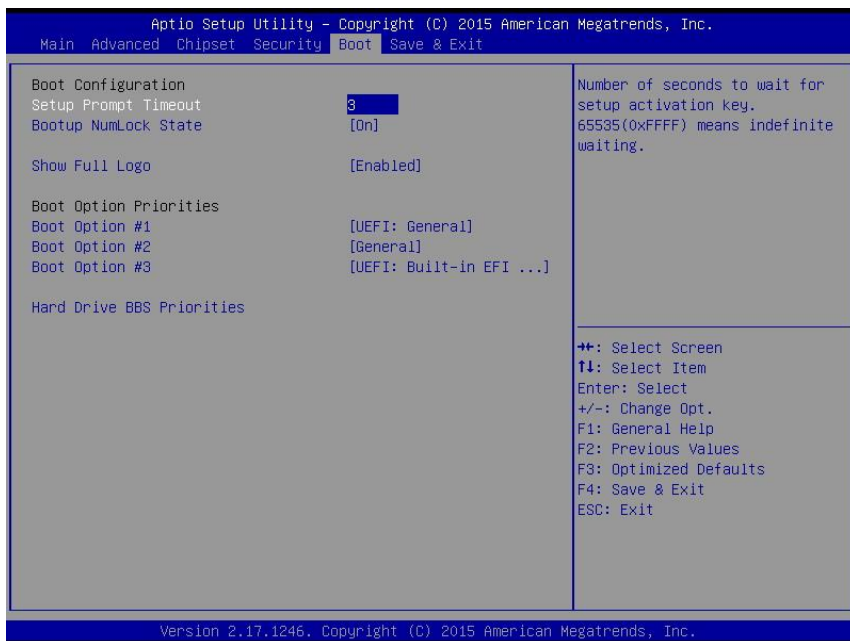 Aptio Setup Utility – Copyright (C) 2015 American Megatrends, Inc.
Main Advanced Chipset Security Boot Save & Exit
Boot Configuration
Setup Prompt Timeout 3
Bootup NumLock State [On]
Show Full Logo [Enabled]
Boot Option Priorities
Boot Option #1 [UEFI: General]
Boot Option #2 [General]
Boot Option #3 [UEFI: Built-in EFI ...]
Hard Drive BBS Priorities
Number of seconds to wait for
setup activation key.
65535(0xFFFF) means indefinite
waiting.
→←: Select Screen
↑↓: Select Item
Enter: Select
+/-: Change Opt.
F1: General Help
F2: Previous Values
F3: Optimized Defaults
F4: Save & Exit
ESC: Exit
Version 2.17.1246. Copyright (C) 2015 American Megatrends, Inc.